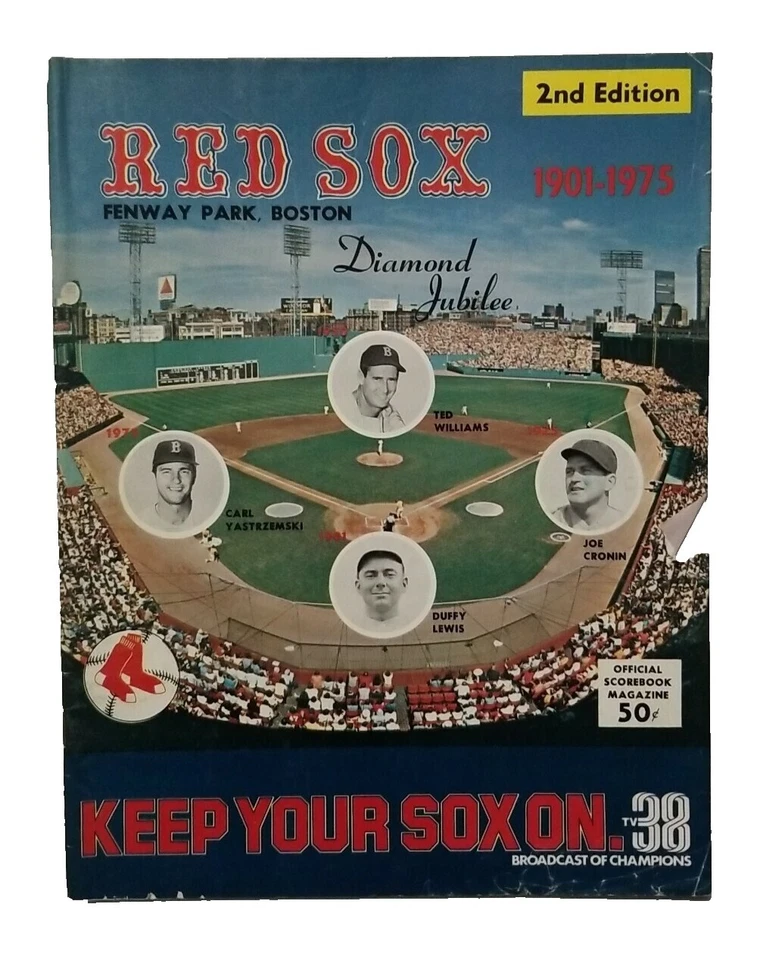 2nd Edition
RED SOX
1901-1975
FENWAY PARK, BOSTON
Diamond
Jubilee
TED
WILLIAMS
CARL
YASTRZEMSKI
JOE
CRONIN
DUFFY
LEWIS
OFFICIAL
SCOREBOOK
MAGAZINE
50¢
KEEP YOUR SOX ON.
TV 38
BROADCAST OF CHAMPIONS